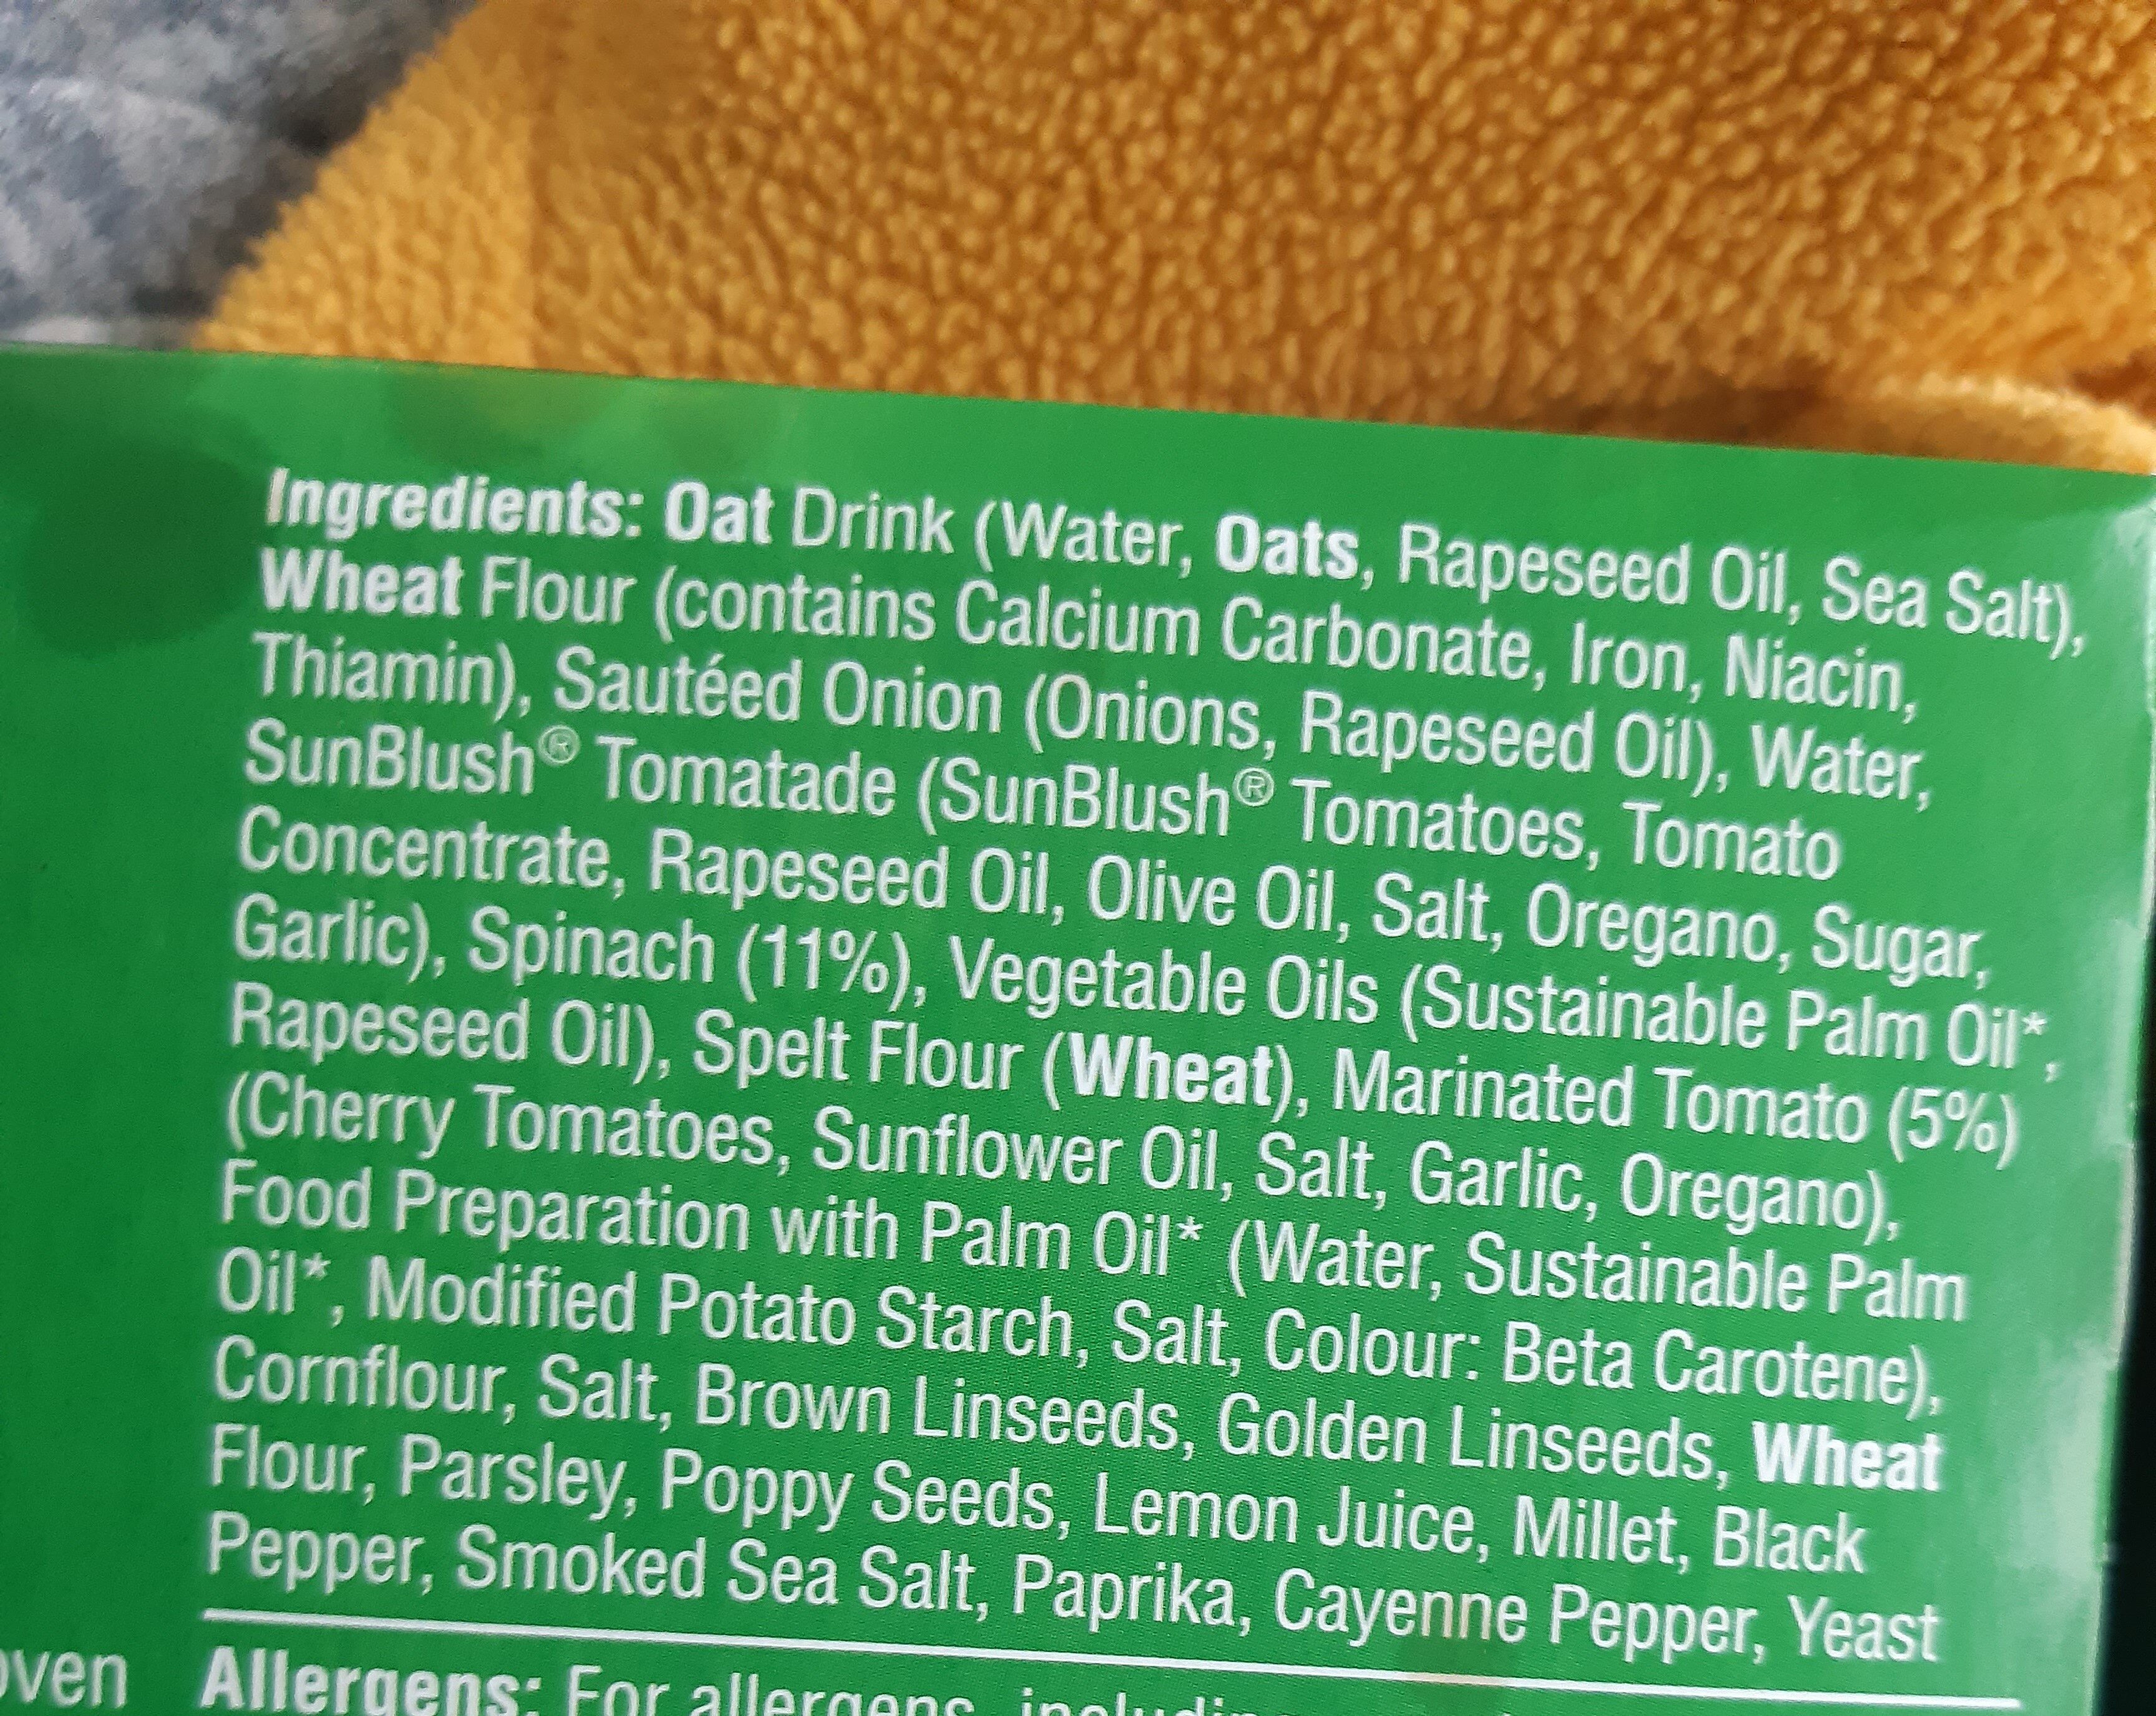 Ingredients: Oat Drink (Water, Oats, Rapeseed Oil, Sea Salt),
Wheat Flour (contains Calcium Carbonate, Iron, Niacin,
Thiamin), Sautéed Onion (Onions, Rapeseed Oil), Water,
SunBlush® Tomatade (SunBlush® Tomatoes, Tomato
Concentrate, Rapeseed Oil, Olive Oil, Salt, Oregano, Sugar,
Garlic), Spinach (11%), Vegetable Oils (Sustainable Palm Oil*,
Rapeseed Oil), Spelt Flour (Wheat), Marinated Tomato (5%)
(Cherry Tomatoes, Sunflower Oil, Salt, Garlic, Oregano),
Food Preparation with Palm Oil* (Water, Sustainable Palm
Oil*, Modified Potato Starch, Salt, Colour: Beta Carotene),
Cornflour, Salt, Brown Linseeds, Golden Linseeds, Wheat
Flour, Parsley, Poppy Seeds, Lemon Juice, Millet, Black
Pepper, Smoked Sea Salt, Paprika, Cayenne Pepper, Yeast
oven
Allergens: For allergens, including